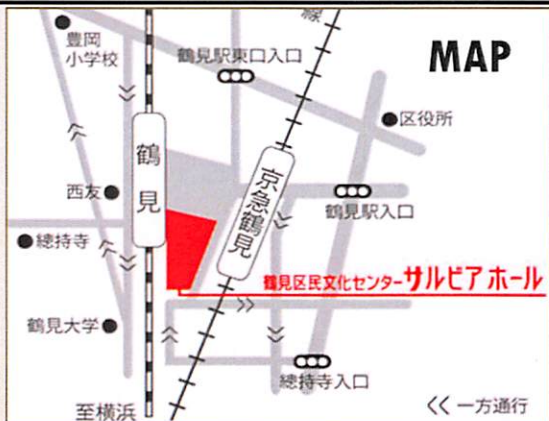 線
豊岡
小学校
鶴見駅東口入口
MAP
区役所
鶴見
京急鶴見
西友
鶴見駅入口
總持寺
鶴見区民文化センターサルビアホール
鶴見大学
總持寺入口
至横浜
一方通行